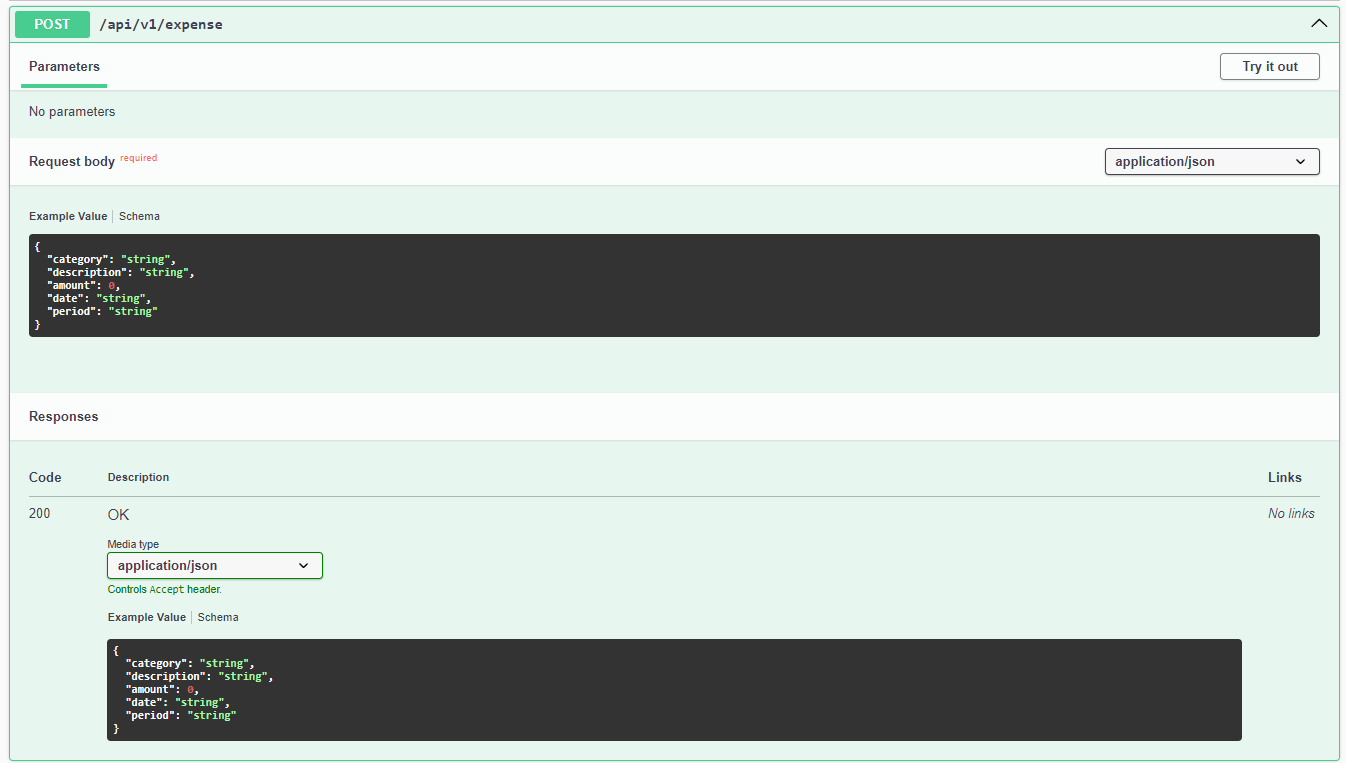 POST /api/v1/expense
Parameters
Try it out
No parameters
Request body required
application/json
Example Value Schema
{
"category": "string",
"description": "string",
"amount": 0,
"date": "string",
"period": "string"
}
Responses
Code Description Links
200 OK No links
Media type
application/json
Controls Accept header.
Example Value Schema
{
"category": "string",
"description": "string",
"amount": 0,
"date": "string",
"period": "string"
}